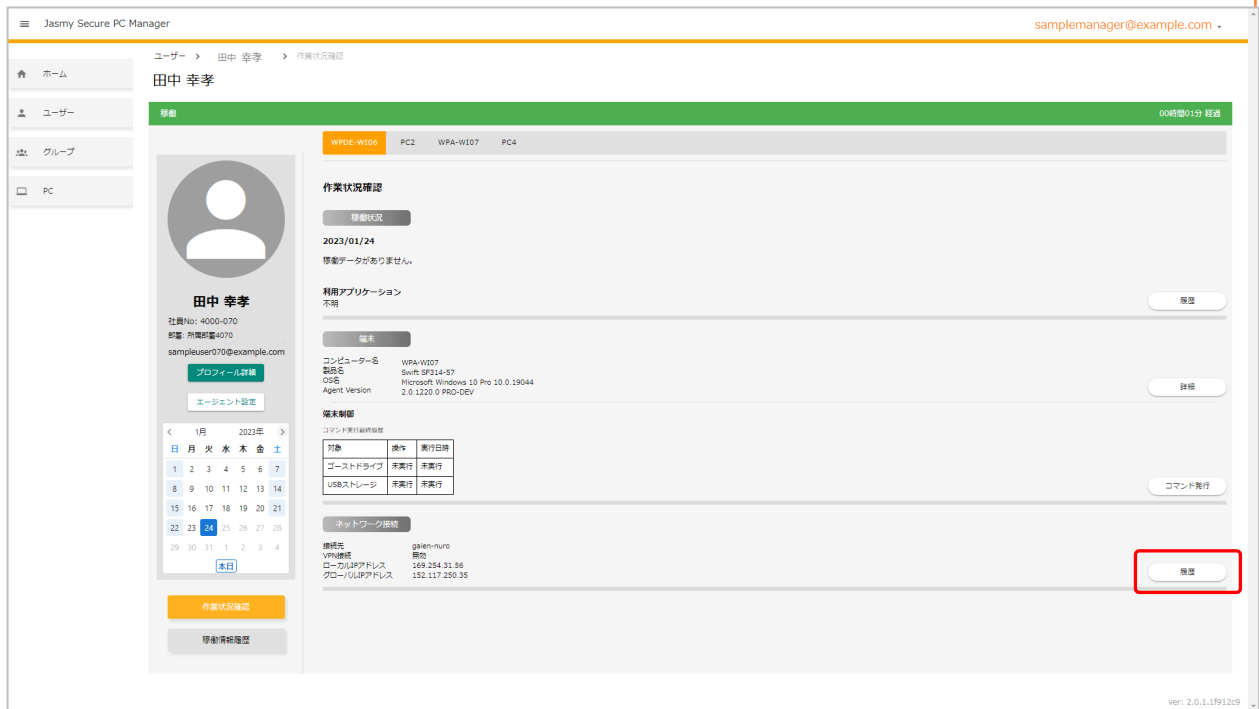 Jasmy Secure PC Manager
samplemanager@example.com
ユーザー > 田中 幸孝 > 作業状況確認
田中 幸孝
ホーム
ユーザー
グループ
PC
稼働
00時間01分 経過
WPDE-WI06 PC2 WPA-WI07 PC4
田中 幸孝
社員No: 4000-070
部署: 所属部署4070
sampleuser070@example.com
プロフィール詳細
エージェント設定
< 1月 2023年 >
日 月 火 水 木 金 土
1 2 3 4 5 6 7
8 9 10 11 12 13 14
15 16 17 18 19 20 21
22 23 24 25 26 27 28
29 30 31 1 2 3 4
本日
作業状況確認
稼働情報履歴
作業状況確認
稼働状況
2023/01/24
稼働データがありません。
利用アプリケーション
不明
履歴
端末
コンピューター名 WPA-WI07
製品名 Swift SF314-57
OS名 Microsoft Windows 10 Pro 10.0.19044
Agent Version 2.0.1220.0 PRO-DEV
詳細
端末制御
コマンド実行最終履歴
対象 操作 実行日時
ゴーストドライブ 未実行 未実行
USBストレージ 未実行 未実行
コマンド発行
ネットワーク接続
接続先 gaien-nuro
VPN接続 無効
ローカルIPアドレス 169.254.31.56
グローバルIPアドレス 152.117.250.35
履歴
ver: 2.0.1.1f912c9